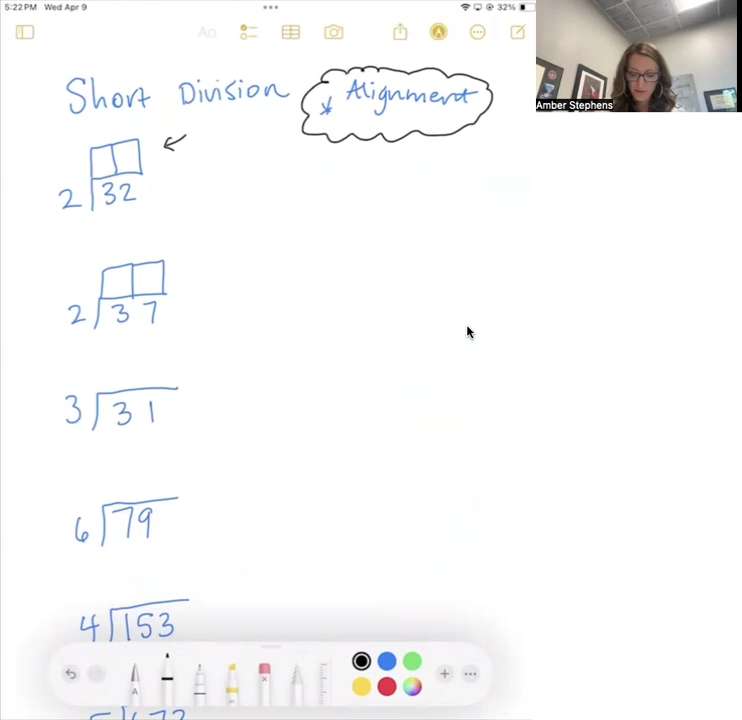 5:22 PM Wed Apr 9
32%
Aa
Amber Stephens
Short Division * Alignment
2 32
2 37
3 31
6 79
4 153
A